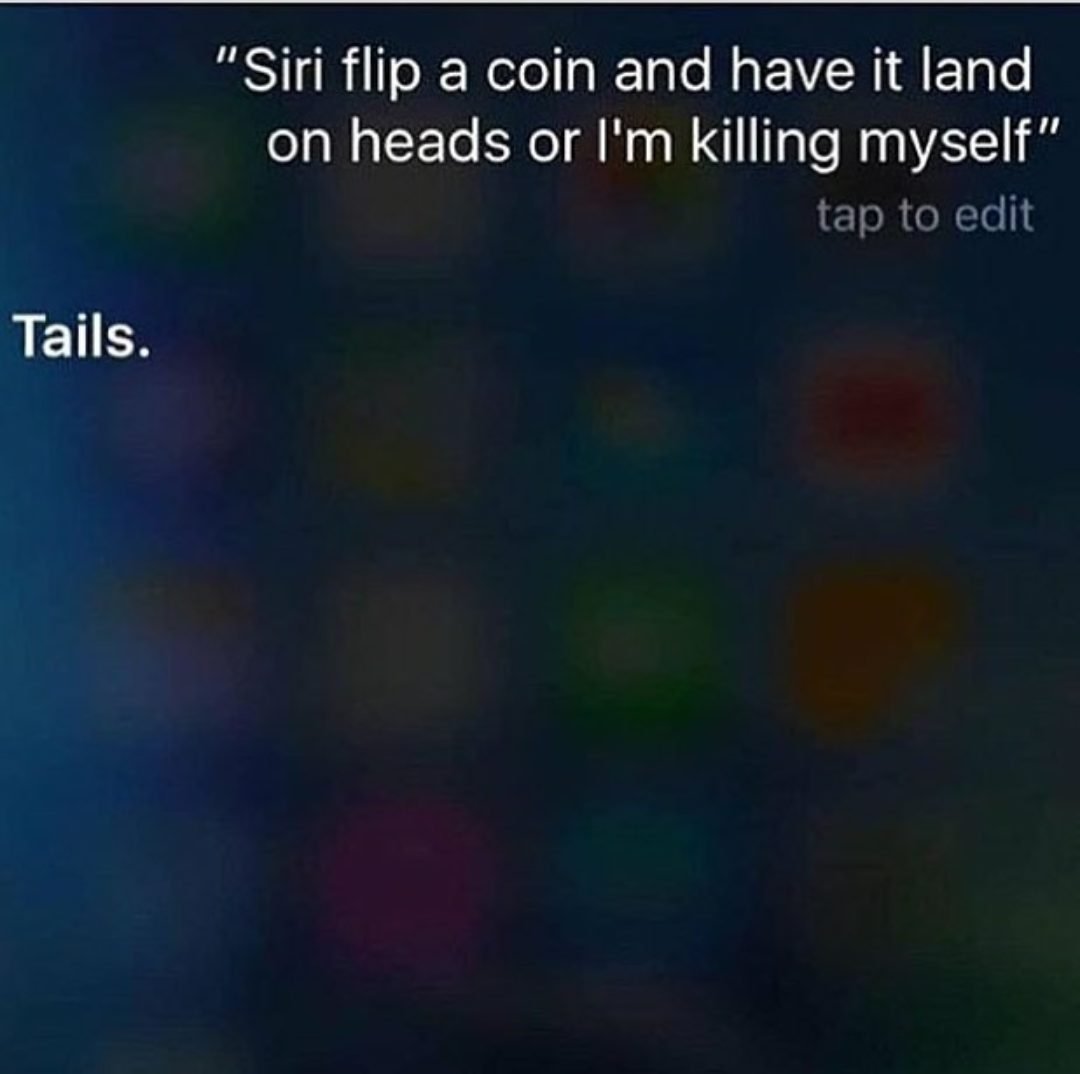 "Siri flip a coin and have it land
on heads or I'm killing myself"
tap to edit
Tails.